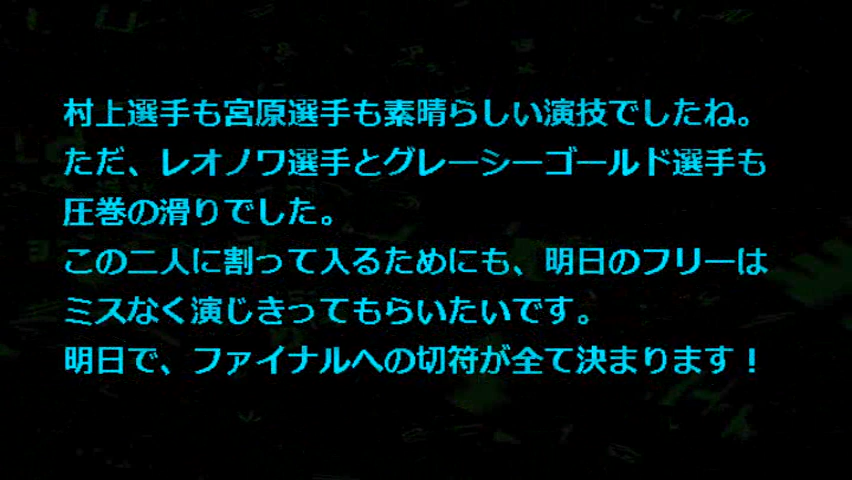 村上選手も宮原選手も素晴らしい演技でしたね。
ただ、レオノワ選手とグレーシーゴールド選手も
圧巻の滑りでした。
この二人に割って入るためにも、明日のフリーは
ミスなく演じきってもらいたいです。
明日で、ファイナルへの切符が全て決まります！